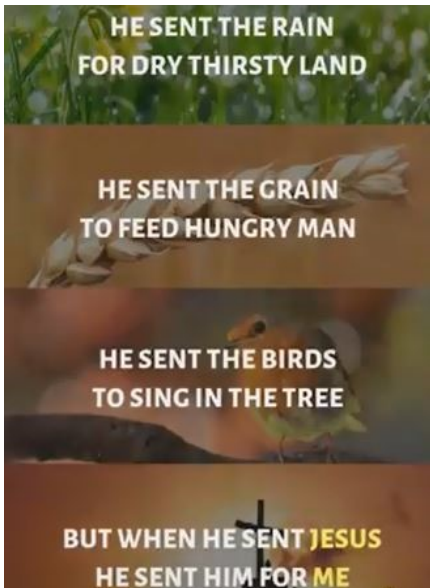 HE SENT THE RAIN
FOR DRY THIRSTY LAND
HE SENT THE GRAIN
TO FEED HUNGRY MAN
HE SENT THE BIRDS
TO SING IN THE TREE
BUT WHEN HE SENT JESUS
HE SENT HIM FOR ME